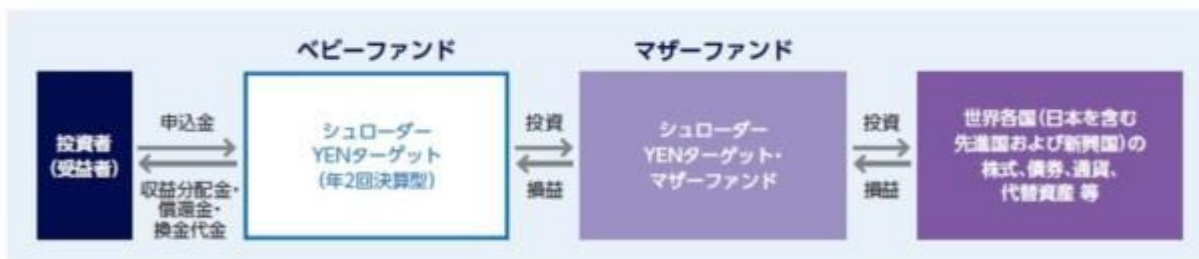 ベビーファンド
マザーファンド
投資者
(受益者)
申込金
収益分配金・
償還金・
換金代金
シュローダー
YENターゲット
(年2回決算型)
投資
損益
シュローダー
YENターゲット・
マザーファンド
投資
損益
世界各国(日本を含む
先進国および新興国)の
株式、債券、通貨、
代替資産 等